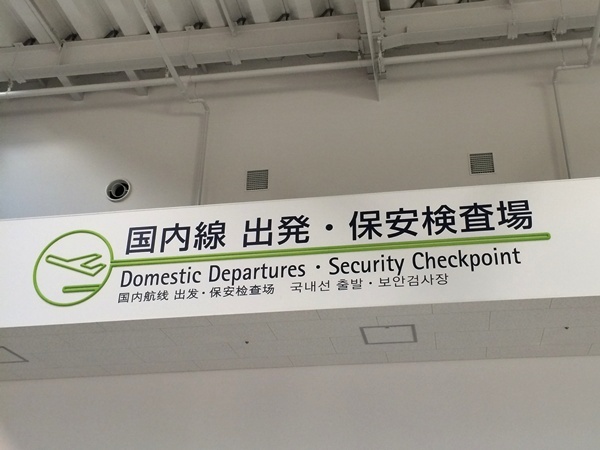 国内線 出発・保安検査場
Domestic Departures・Security Checkpoint
国内航线 出发・保安检查场 국내선 출발・보안검사장